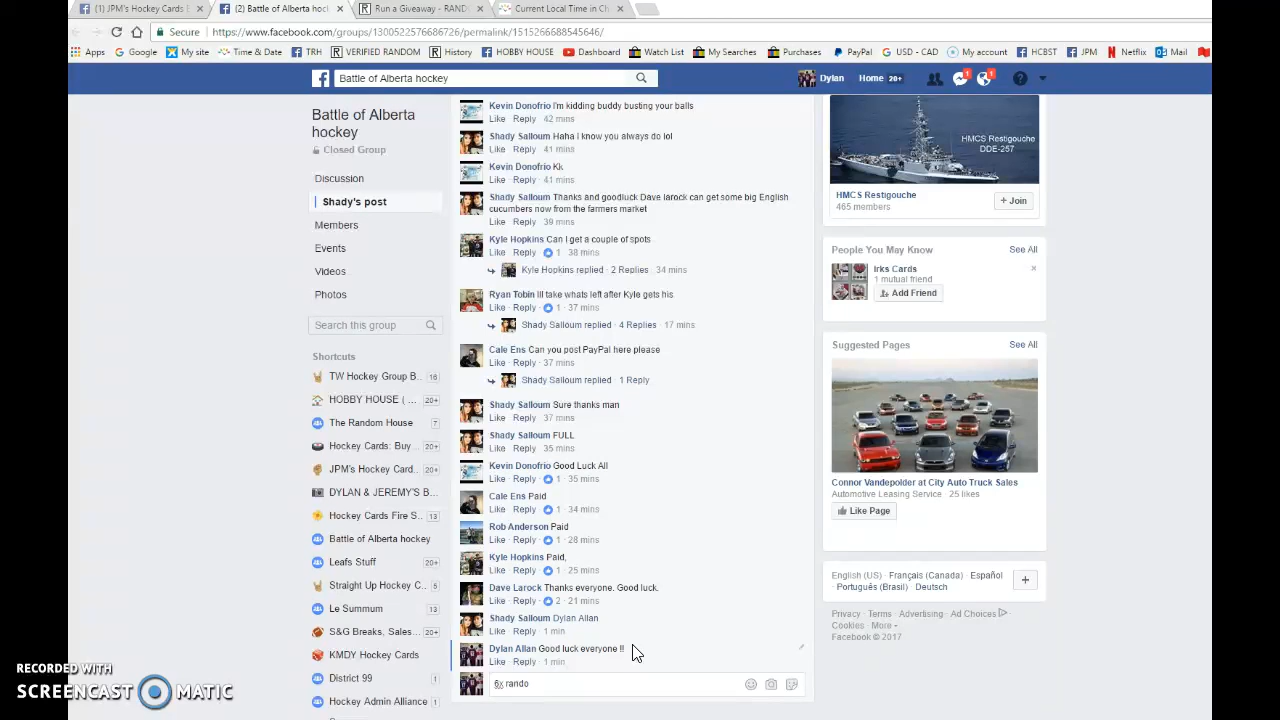 (1) JPM's Hockey Cards
(2) Battle of Alberta hoc
Run a Giveaway - RAND
Current Local Time in Ch
Secure
https://www.facebook.com/groups/1300522576686726/permalink/1515266688545646/
Apps Google My site Time & Date TRH VERIFIED RANDOM History HOBBY HOUSE Dashboard Watch List My Searches Purchases PayPal USD - CAD My account HCBST JPM Netflix Mail
Battle of Alberta hockey
Dylan Home 20+ 1 1
Battle of Alberta
hockey
Closed Group
Discussion
Shady's post
Members
Events
Videos
Photos
Search this group
Shortcuts
TW Hockey Group B... 16
HOBBY HOUSE ( ... 20+
The Random House 7
Hockey Cards: Buy ... 20+
JPM's Hockey Card... 20+
DYLAN & JEREMY'S B...
Hockey Cards Fire S... 13
Battle of Alberta hockey
Leafs Stuff 20+
Straight Up Hockey C... 5
Le Summum 13
S&G Breaks, Sales... 20+
KMDY Hockey Cards
District 99 1
Hockey Admin Alliance 1
Kevin Donofrio I'm kidding buddy busting your balls
Like · Reply · 42 mins
Shady Salloum Haha I know you always do lol
Like · Reply · 41 mins
Kevin Donofrio Kk
Like · Reply · 41 mins
Shady Salloum Thanks and goodluck Dave larock can get some big English
cucumbers now from the farmers market
Like · Reply · 39 mins
Kyle Hopkins Can I get a couple of spots
Like · Reply · 1 · 38 mins
Kyle Hopkins replied · 2 Replies · 34 mins
Ryan Tobin Ill take whats left after Kyle gets his
Like · Reply · 1 · 37 mins
Shady Salloum replied · 4 Replies · 17 mins
Cale Ens Can you post PayPal here please
Like · Reply · 37 mins
Shady Salloum replied · 1 Reply
Shady Salloum Sure thanks man
Like · Reply · 37 mins
Shady Salloum FULL
Like · Reply · 35 mins
Kevin Donofrio Good Luck All
Like · Reply · 1 · 35 mins
Cale Ens Paid
Like · Reply · 1 · 34 mins
Rob Anderson Paid
Like · Reply · 1 · 28 mins
Kyle Hopkins Paid,
Like · Reply · 1 · 25 mins
Dave Larock Thanks everyone. Good luck.
Like · Reply · 2 · 21 mins
Shady Salloum Dylan Allan
Like · Reply · 1 min
Dylan Allan Good luck everyone !!
Like · Reply · 1 min
6x rando
HMCS Restigouche
DDE-257
HMCS Restigouche
465 members
+ Join
People You May Know See All
Irks Cards
1 mutual friend
Add Friend
Suggested Pages See All
Connor Vandepolder at City Auto Truck Sales
Automotive Leasing Service · 25 likes
Like Page
English (US) · Français (Canada) · Español
· Português (Brasil) · Deutsch
Privacy · Terms · Advertising · Ad Choices ·
Cookies · More
Facebook © 2017
RECORDED WITH
SCREENCAST MATIC